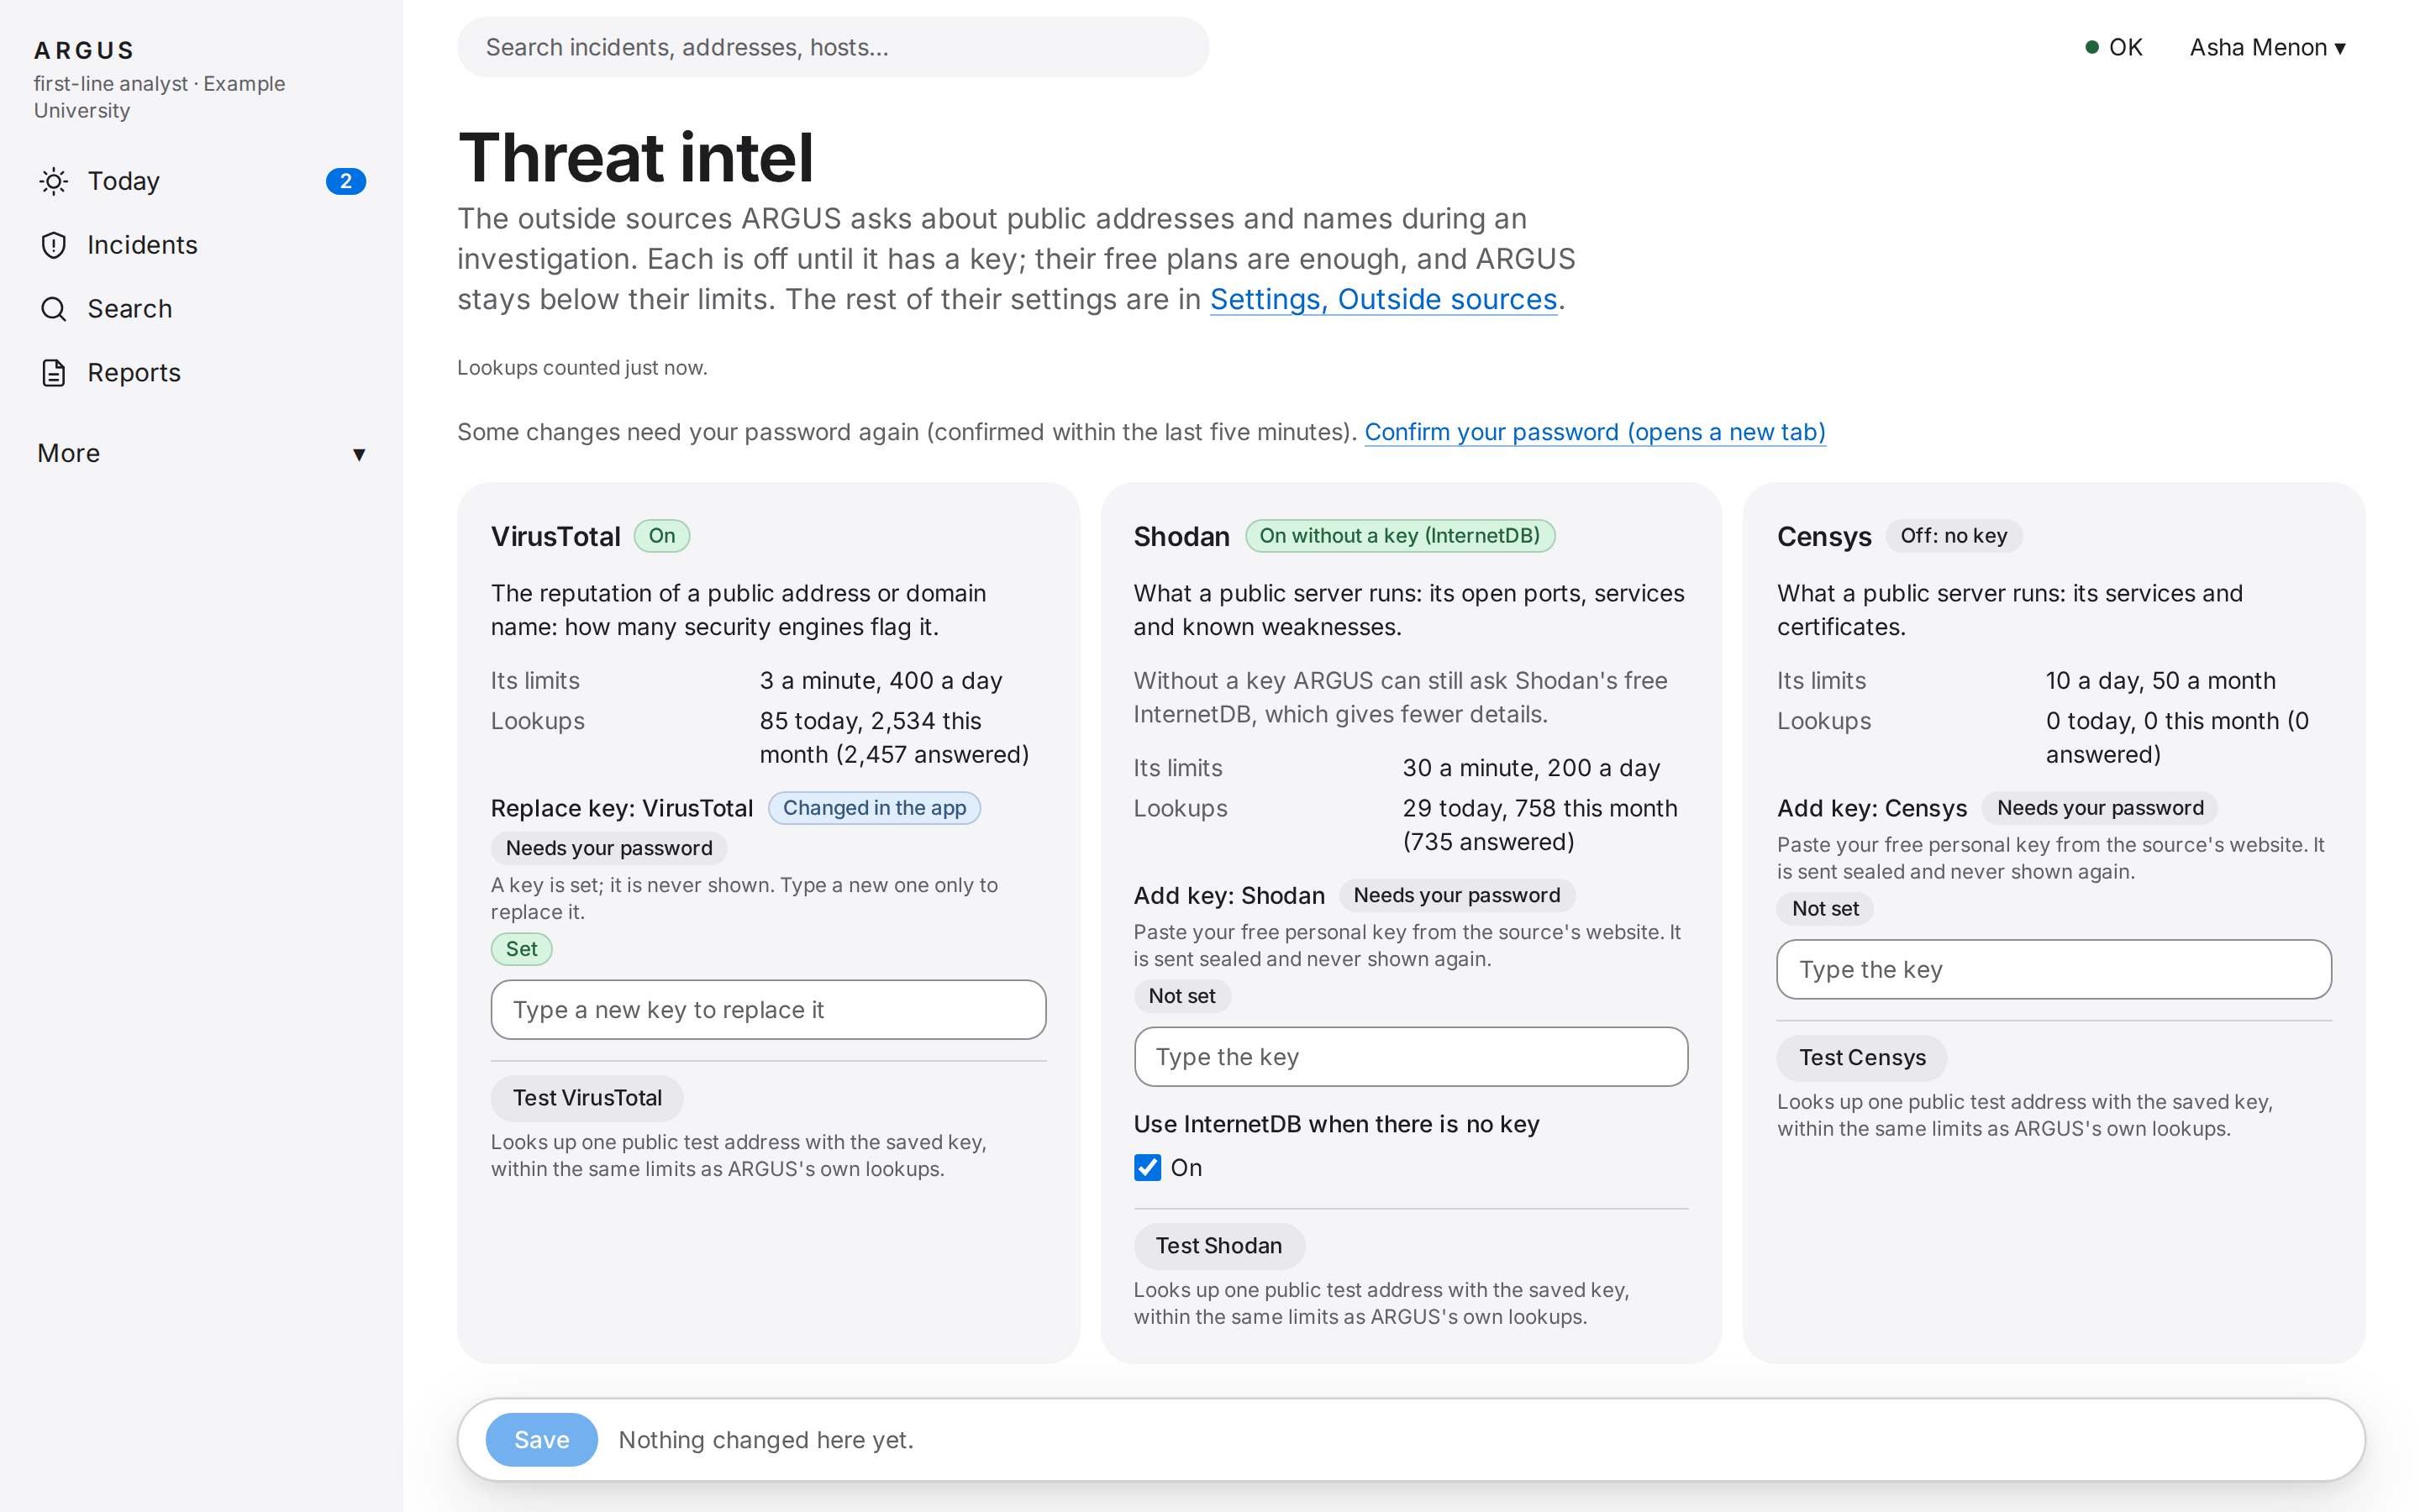 ARGUS
first-line analyst · Example
University
Today 2
Incidents
Search
Reports
More ▾
Search incidents, addresses, hosts...
OK
Asha Menon ▾
Threat intel
The outside sources ARGUS asks about public addresses and names during an
investigation. Each is off until it has a key; their free plans are enough, and ARGUS
stays below their limits. The rest of their settings are in Settings, Outside sources.
Lookups counted just now.
Some changes need your password again (confirmed within the last five minutes). Confirm your password (opens a new tab)
VirusTotal On
The reputation of a public address or domain
name: how many security engines flag it.
Its limits 3 a minute, 400 a day
Lookups 85 today, 2,534 this
month (2,457 answered)
Replace key: VirusTotal Changed in the app
Needs your password
A key is set; it is never shown. Type a new one only to
replace it.
Set
Type a new key to replace it
Test VirusTotal
Looks up one public test address with the saved key,
within the same limits as ARGUS's own lookups.
Shodan On without a key (InternetDB)
What a public server runs: its open ports, services
and known weaknesses.
Without a key ARGUS can still ask Shodan's free
InternetDB, which gives fewer details.
Its limits 30 a minute, 200 a day
Lookups 29 today, 758 this month
(735 answered)
Add key: Shodan Needs your password
Paste your free personal key from the source's website. It
is sent sealed and never shown again.
Not set
Type the key
Use InternetDB when there is no key
On
Test Shodan
Looks up one public test address with the saved key,
within the same limits as ARGUS's own lookups.
Censys Off: no key
What a public server runs: its services and
certificates.
Its limits 10 a day, 50 a month
Lookups 0 today, 0 this month (0
answered)
Add key: Censys Needs your password
Paste your free personal key from the source's website. It
is sent sealed and never shown again.
Not set
Type the key
Test Censys
Looks up one public test address with the saved key,
within the same limits as ARGUS's own lookups.
Save Nothing changed here yet.